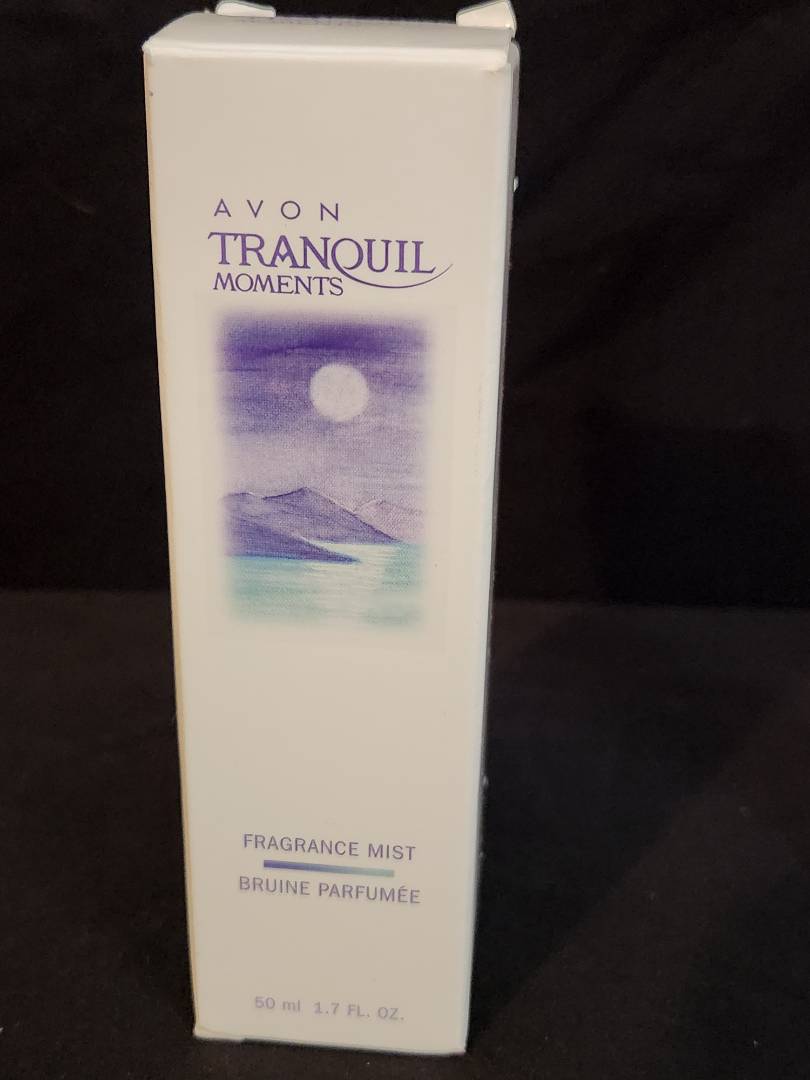 AVON
TRANQUIL
MOMENTS
FRAGRANCE MIST
BRUINE PARFUMÉE
50 ml 1.7 FL. OZ.